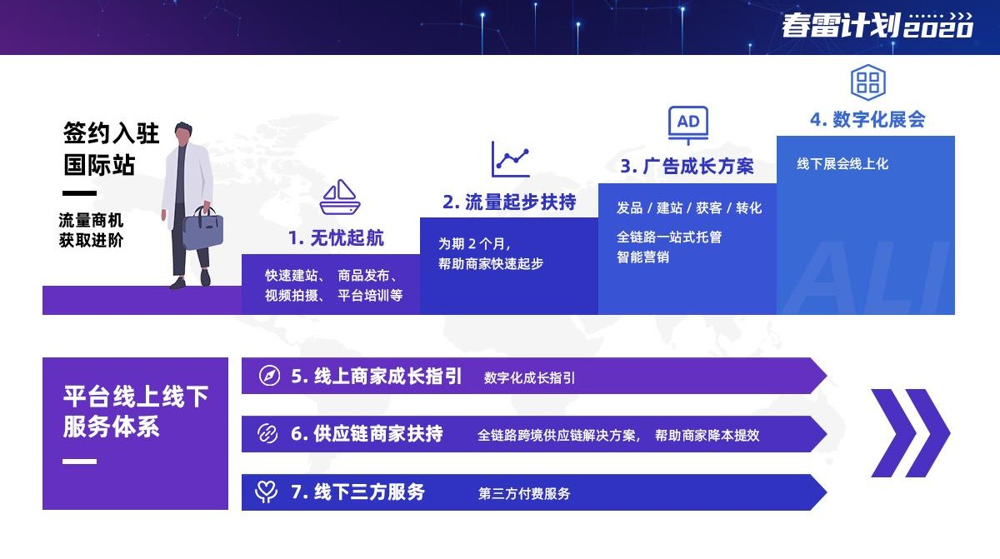 春雷计划2020
签约入驻
国际站
流量商机
获取进阶
1. 无忧起航
快速建站、 商品发布、
视频拍摄、 平台培训等
2. 流量起步扶持
为期 2 个月,
帮助商家快速起步
AD
3. 广告成长方案
发品 / 建站 / 获客 / 转化
全链路一站式托管
智能营销
4. 数字化展会
线下展会线上化
ALI
平台线上线下
服务体系
5. 线上商家成长指引 数字化成长指引
6. 供应链商家扶持 全链路跨境供应链解决方案, 帮助商家降本提效
7. 线下三方服务 第三方付费服务